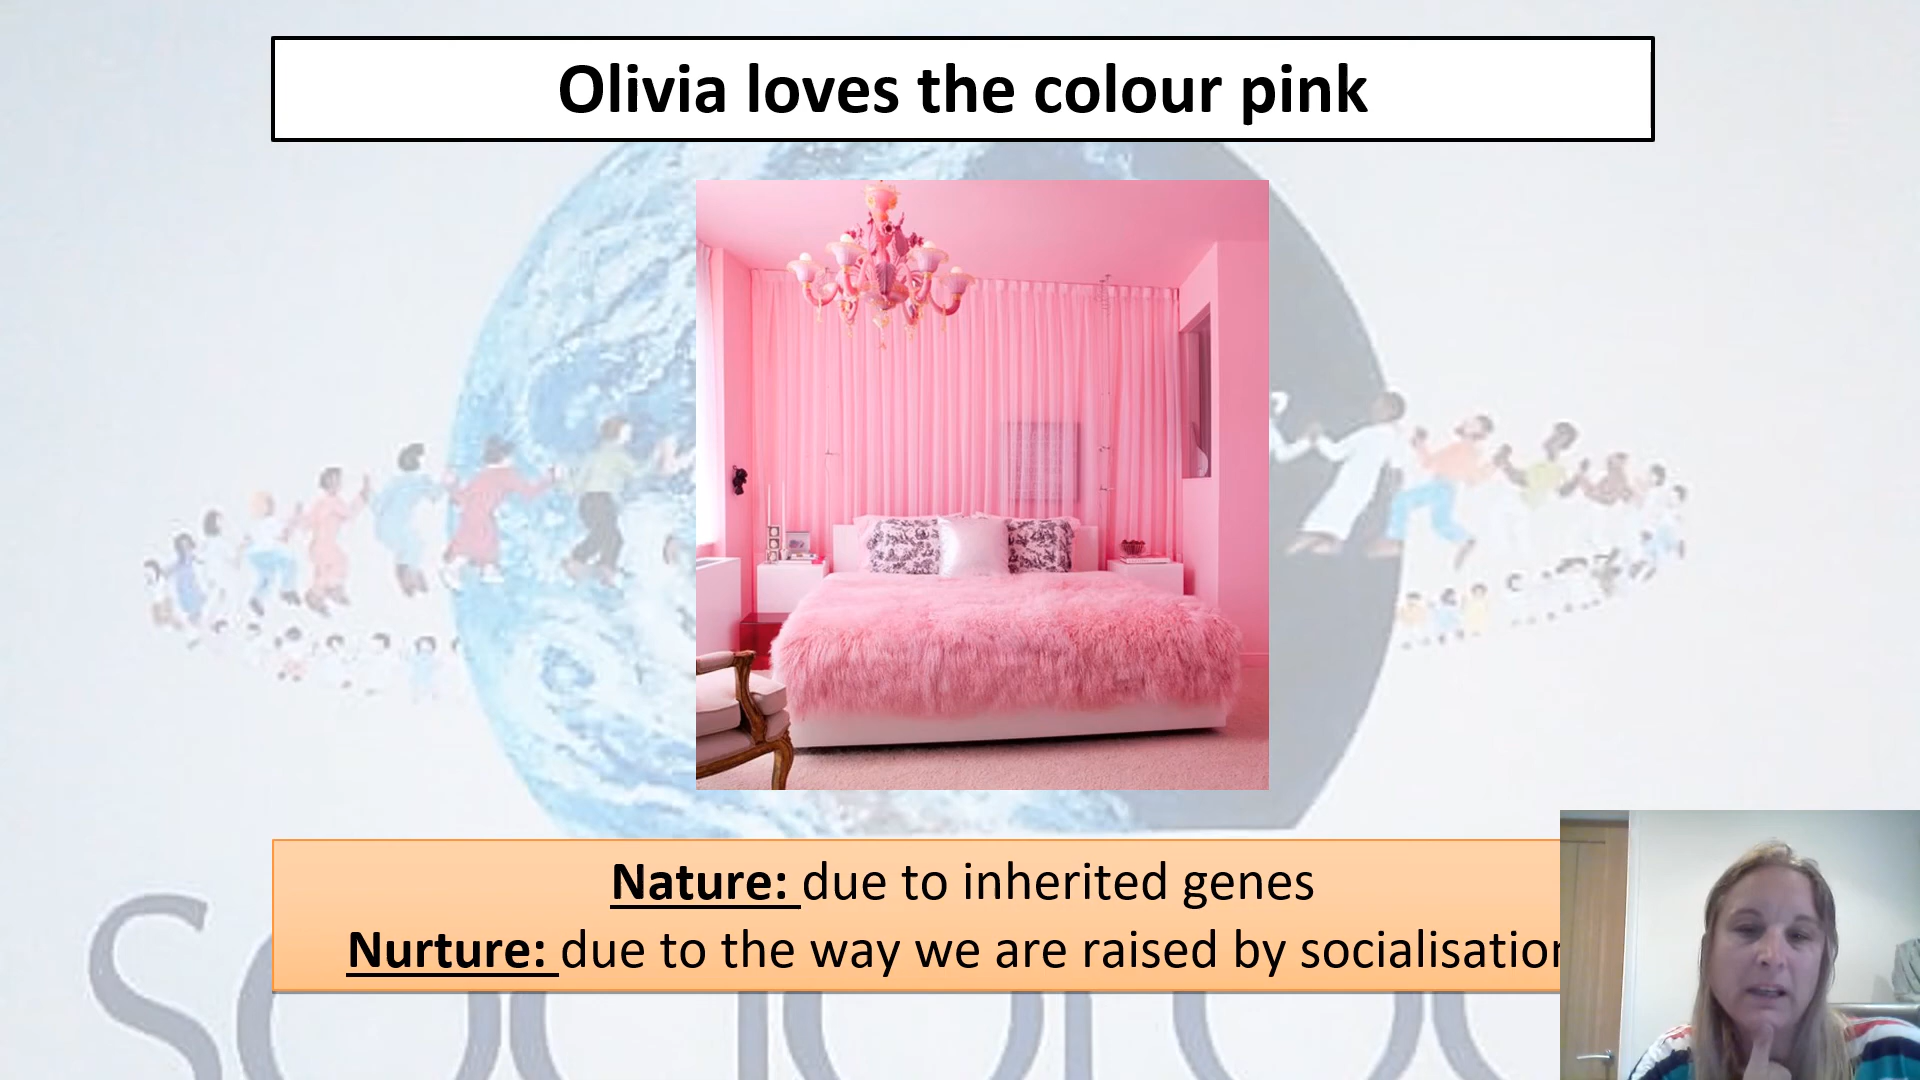 Olivia loves the colour pink
Nature: due to inherited genes
Nurture: due to the way we are raised by socialisation